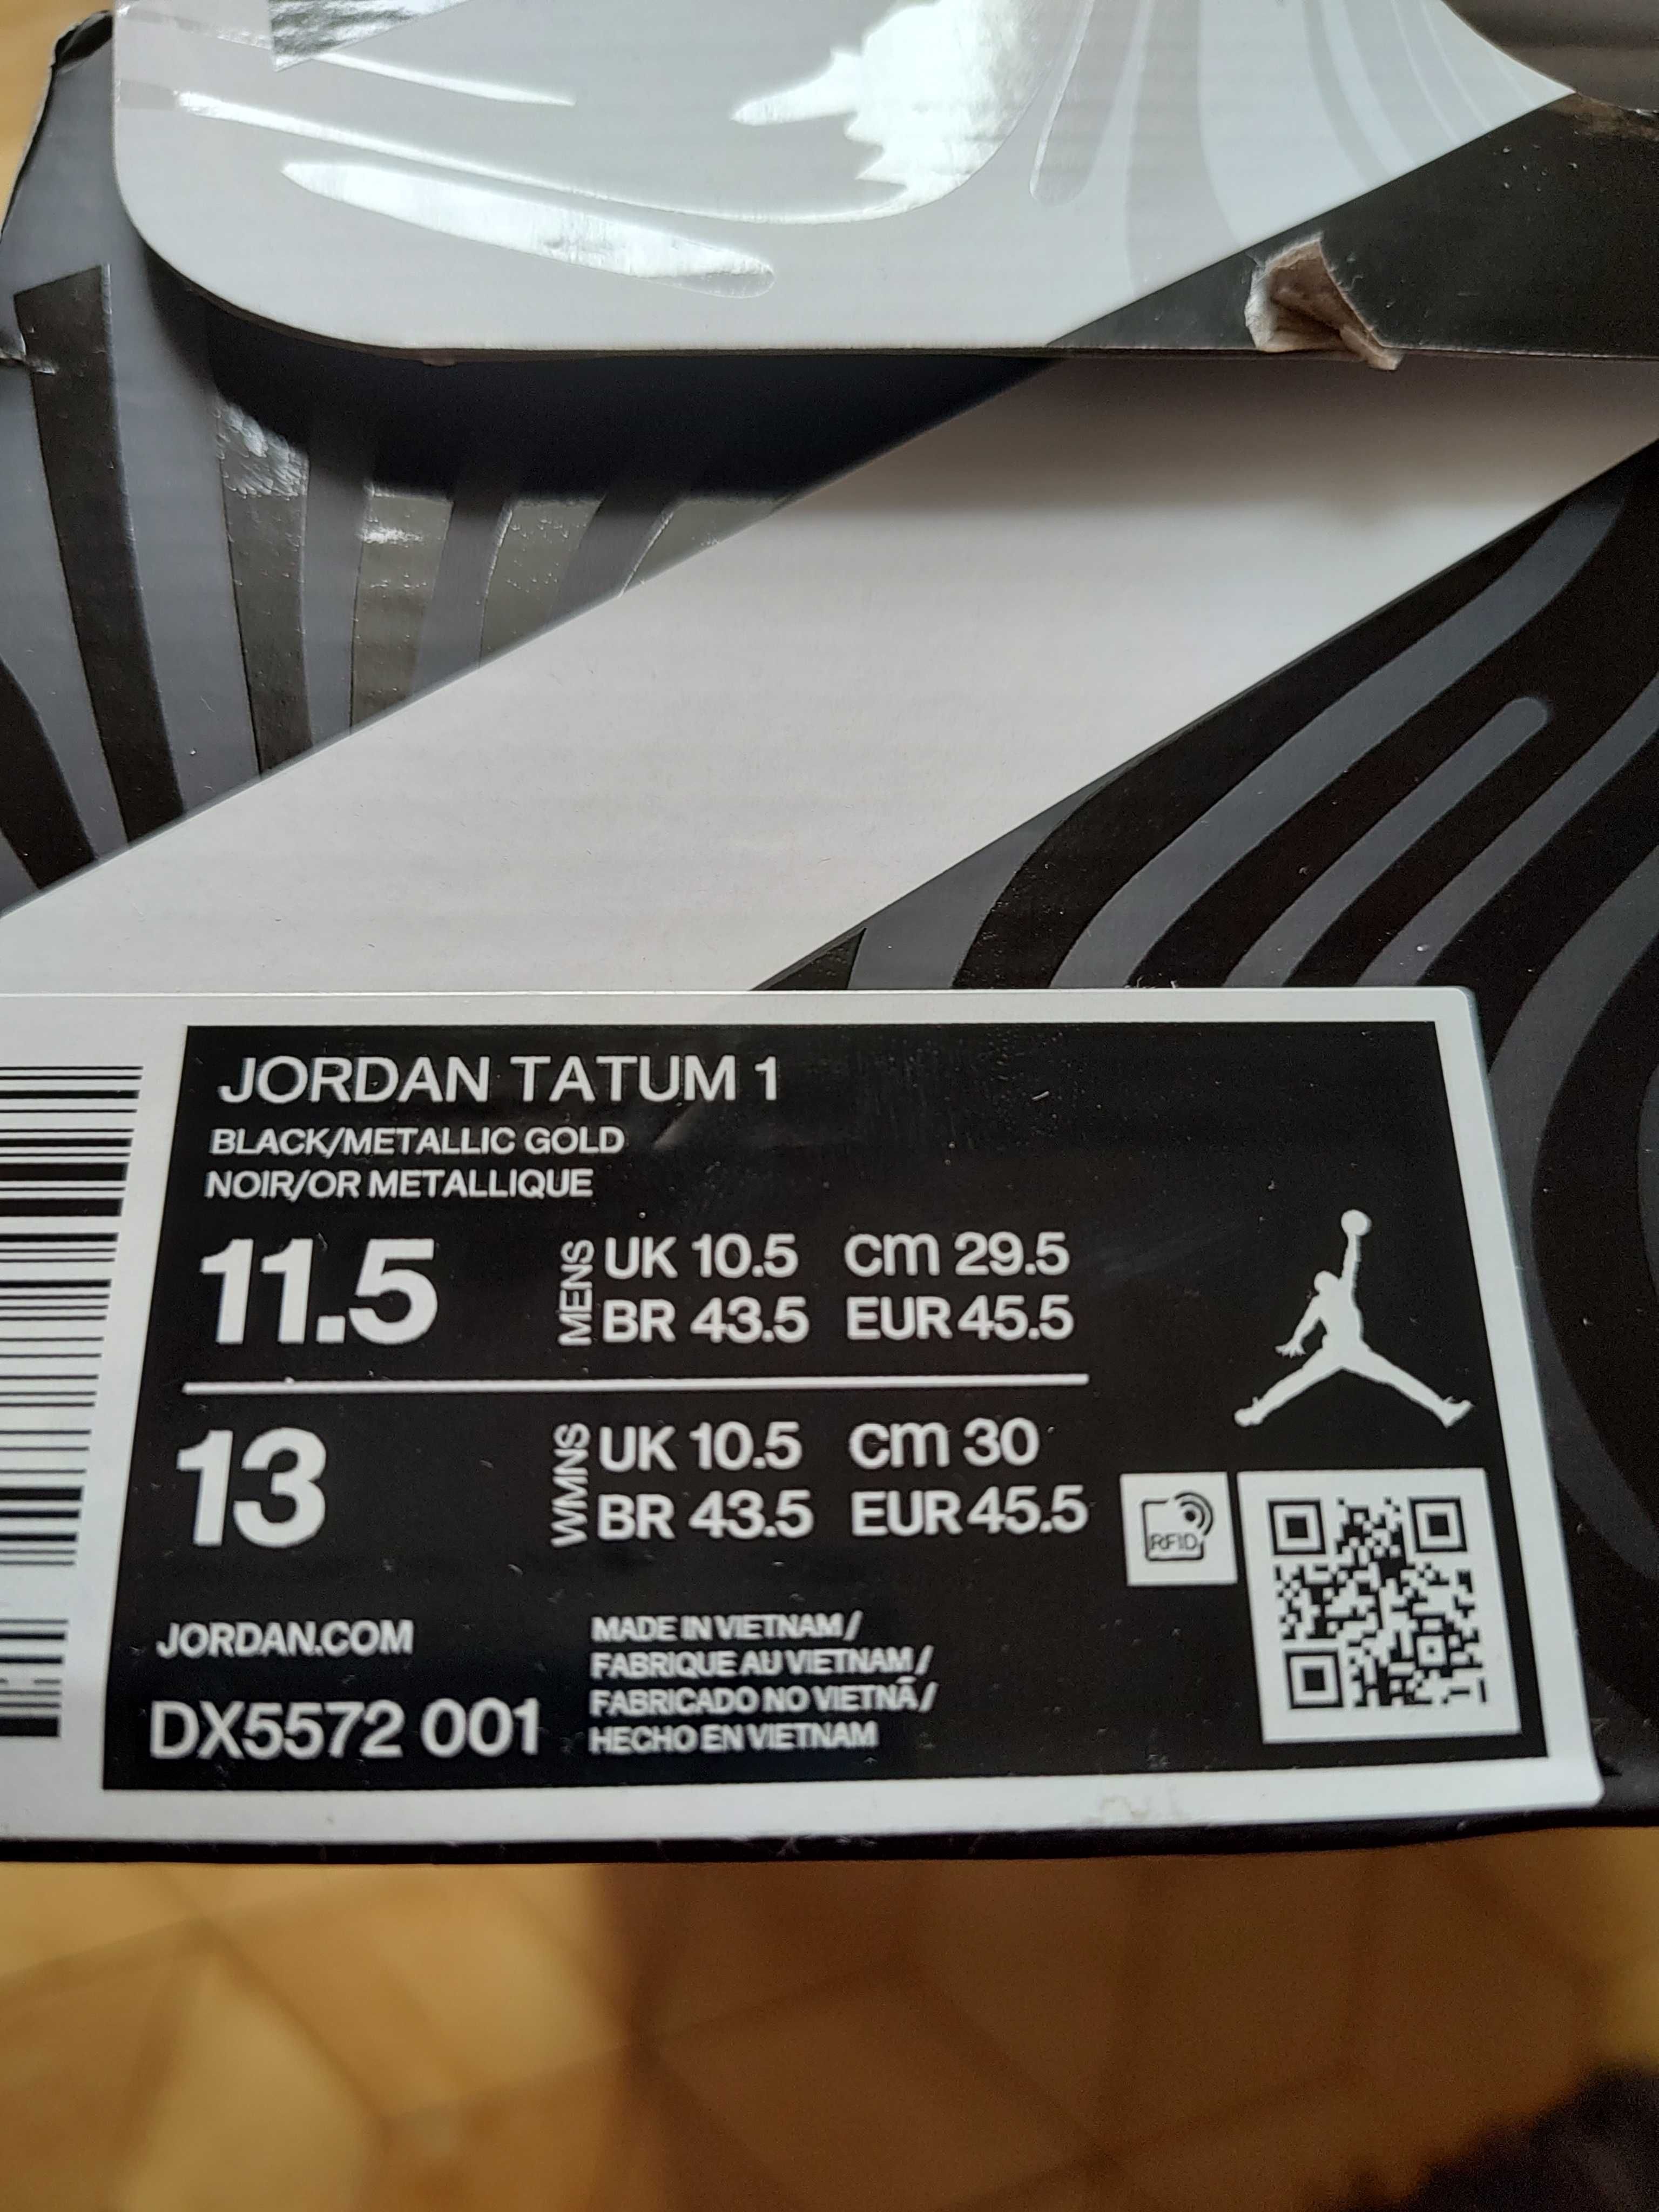 JORDAN TATUM 1
BLACK/METALLIC GOLD
NOIR/OR METALLIQUE
11.5 MENS UK 10.5 CM 29.5
BR 43.5 EUR 45.5
13 WMNS UK 10.5 CM 30
BR 43.5 EUR 45.5
RFID
JORDAN.COM
DX5572 001
MADE IN VIETNAM /
FABRIQUE AU VIETNAM /
FABRICADO NO VIETNÃ /
HECHO EN VIETNAM